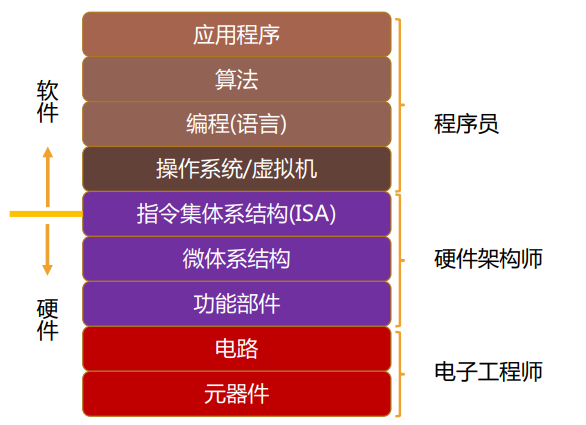 应用程序
算法
编程(语言)
操作系统/虚拟机
指令集体系结构(ISA)
微体系结构
功能部件
电路
元器件
软件
硬件
程序员
硬件架构师
电子工程师